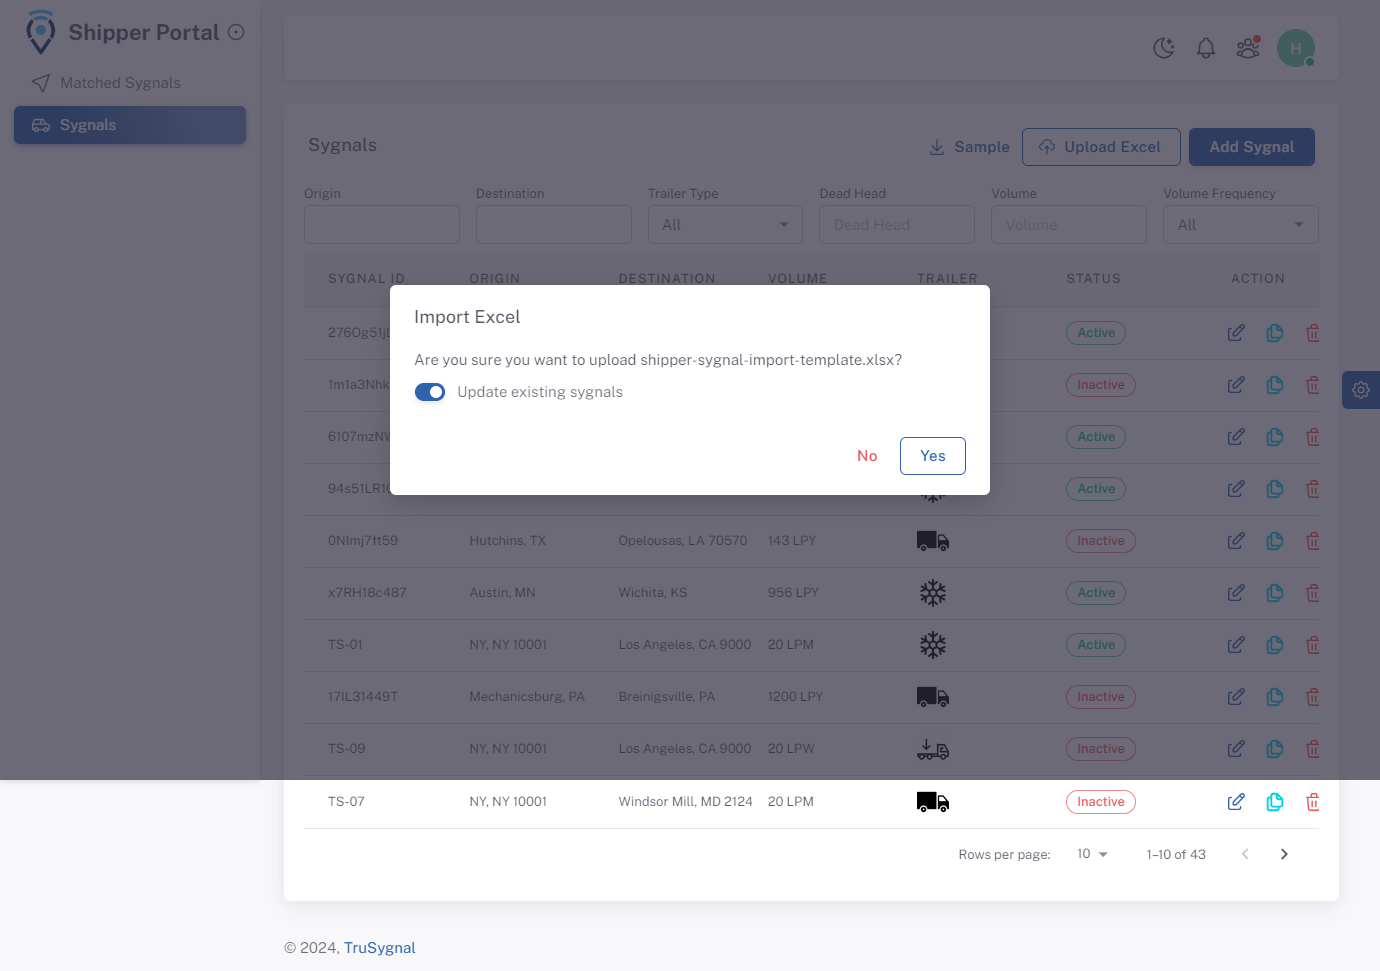 Shipper Portal
Matched Sygnals
Sygnals
H
Sygnals
Sample
Upload Excel
Add Sygnal
Origin
Destination
Trailer Type
Dead Head
Volume
Volume Frequency
All
Dead Head
Volume
All
SYGNAL ID
ORIGIN
DESTINATION
VOLUME
TRAILER
STATUS
ACTION
Import Excel
Are you sure you want to upload shipper-sygnal-import-template.xlsx?
Update existing sygnals
No
Yes
Active
Inactive
Active
Active
Hutchins, TX
Opelousas, LA 70570
143 LPY
Inactive
x7RH18c487
Austin, MN
Wichita, KS
956 LPY
Active
TS-01
NY, NY 10001
Los Angeles, CA 9000
20 LPM
Active
Mechanicsburg, PA
Breinigsville, PA
1200 LPY
Inactive
TS-09
NY, NY 10001
Los Angeles, CA 9000
20 LPW
Inactive
TS-07
NY, NY 10001
Windsor Mill, MD 2124
20 LPM
Inactive
Rows per page:
10
1–10 of 43
© 2024, TruSygnal